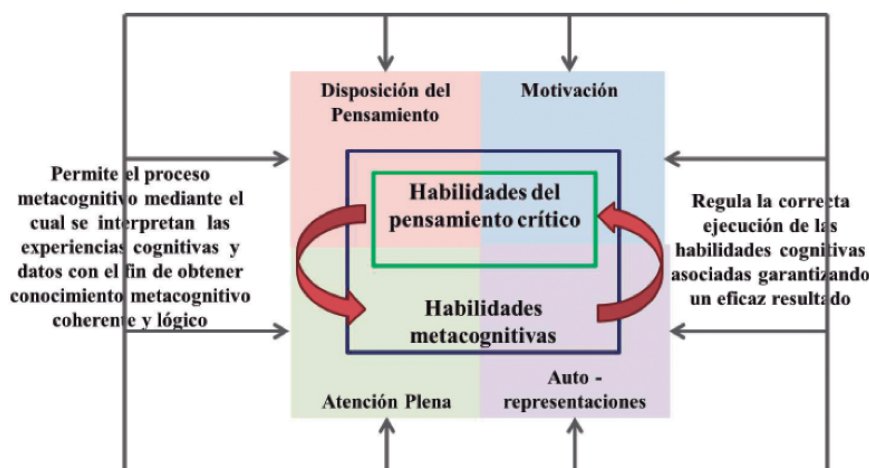 Disposición del
Pensamiento
Motivación
Permite el proceso
metacognitivo mediante el
cual se interpretan las
experiencias cognitivas y
datos con el fin de obtener
conocimiento metacognitivo
coherente y lógico
Habilidades del
pensamiento crítico
Habilidades
metacognitivas
Regula la correcta
ejecución de las
habilidades cognitivas
asociadas garantizando
un eficaz resultado
Atención Plena
Auto -
representaciones